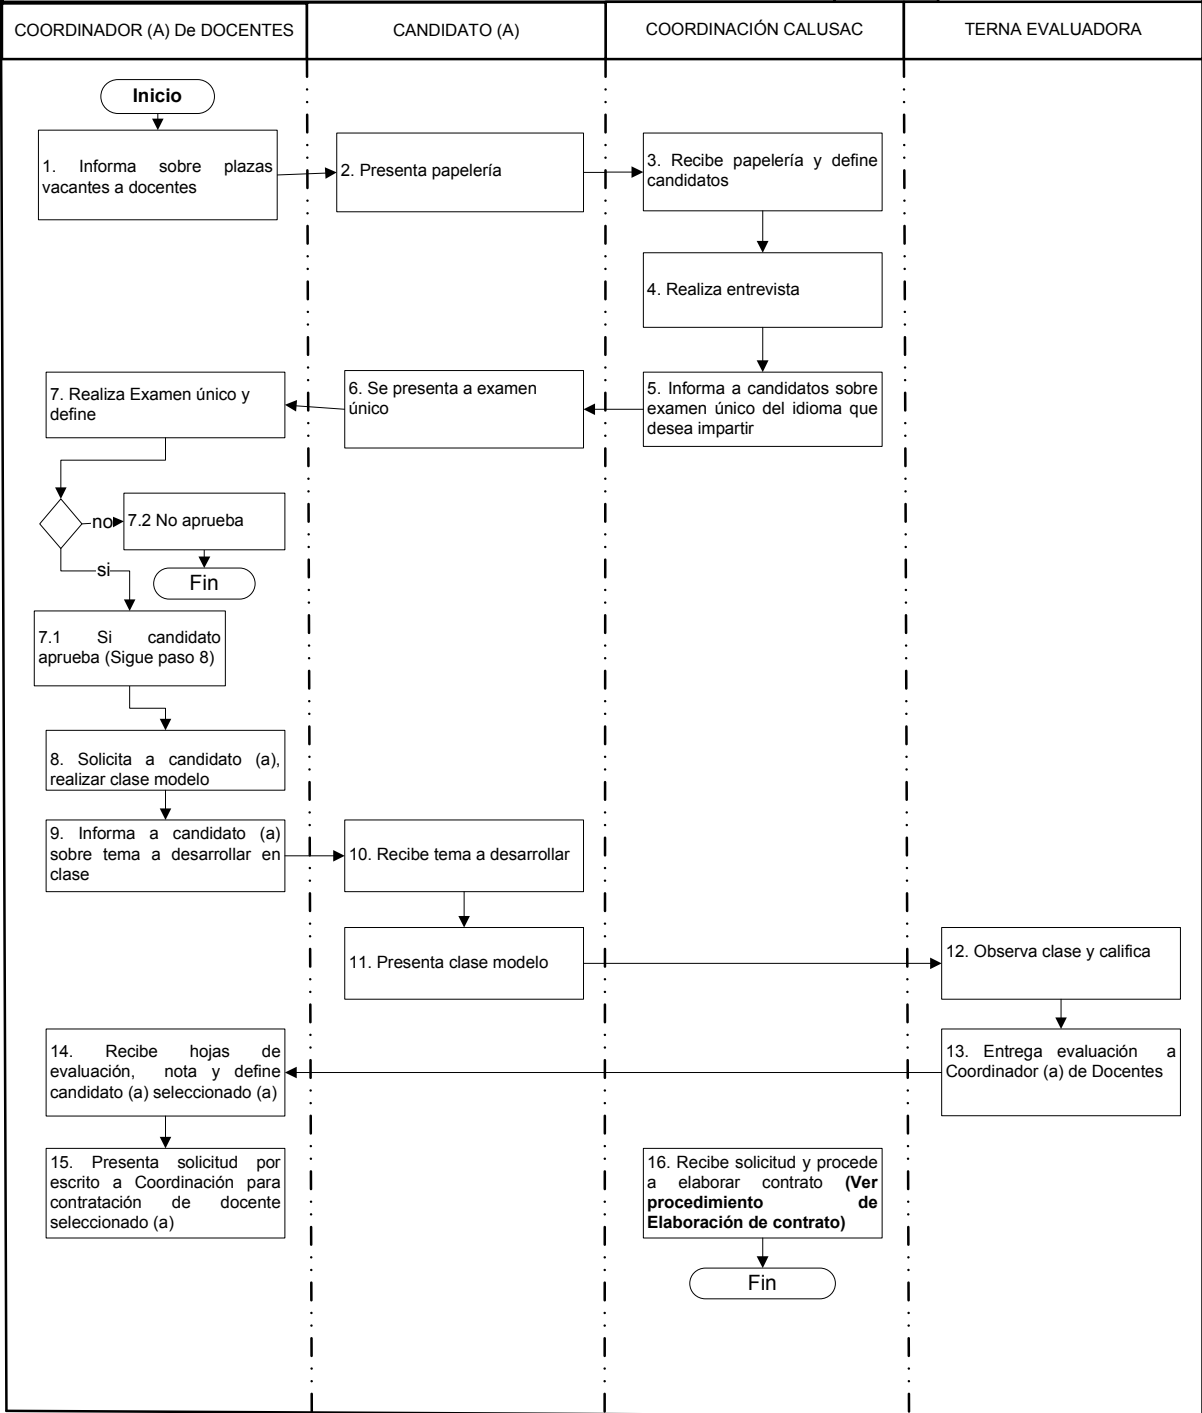 COORDINADOR (A) De DOCENTES
CANDIDATO (A)
COORDINACIÓN CALUSAC
TERNA EVALUADORA
Inicio
1. Informa sobre plazas
vacantes a docentes
2. Presenta papelería
3. Recibe papelería y define
candidatos
4. Realiza entrevista
5. Informa a candidatos sobre
examen único del idioma que
desea impartir
6. Se presenta a examen
único
7. Realiza Examen único y
define
no
7.2 No aprueba
Fin
si
7.1 Si candidato
aprueba (Sigue paso 8)
8. Solicita a candidato (a),
realizar clase modelo
9. Informa a candidato (a)
sobre tema a desarrollar en
clase
10. Recibe tema a desarrollar
11. Presenta clase modelo
12. Observa clase y califica
13. Entrega evaluación a
Coordinador (a) de Docentes
14. Recibe hojas de
evaluación, nota y define
candidato (a) seleccionado (a)
15. Presenta solicitud por
escrito a Coordinación para
contratación de docente
seleccionado (a)
16. Recibe solicitud y procede
a elaborar contrato (Ver
procedimiento de
Elaboración de contrato)
Fin